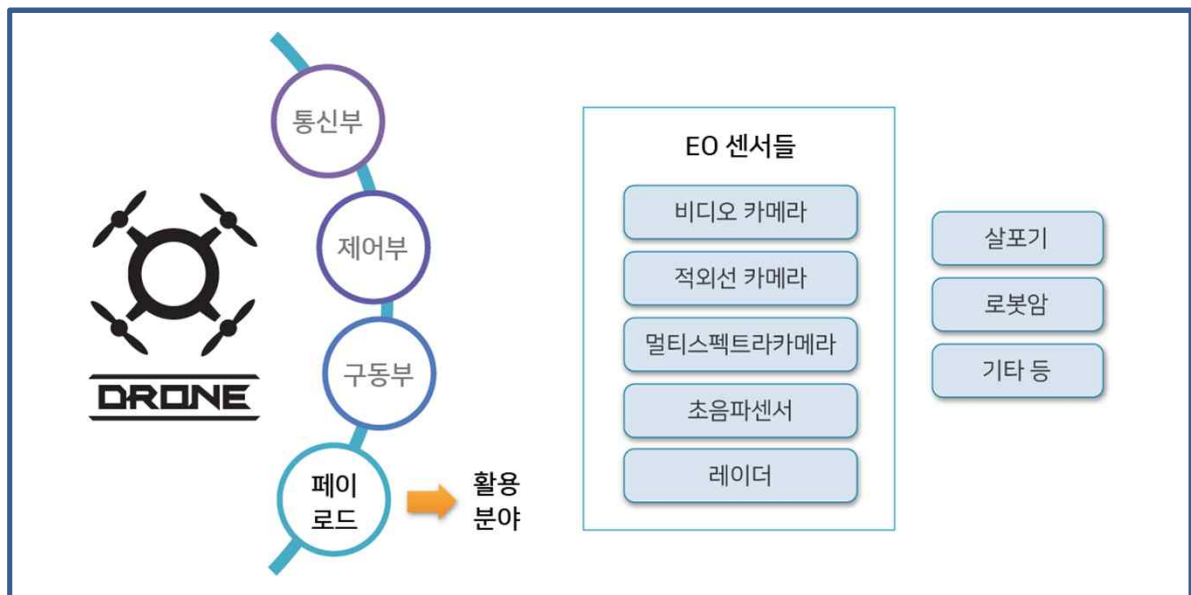 통신부
제어부
구동부
페이
로드
활용
분야
DRONE
EO 센서들
비디오 카메라
적외선 카메라
멀티스펙트라카메라
초음파센서
레이더
살포기
로봇암
기타 등